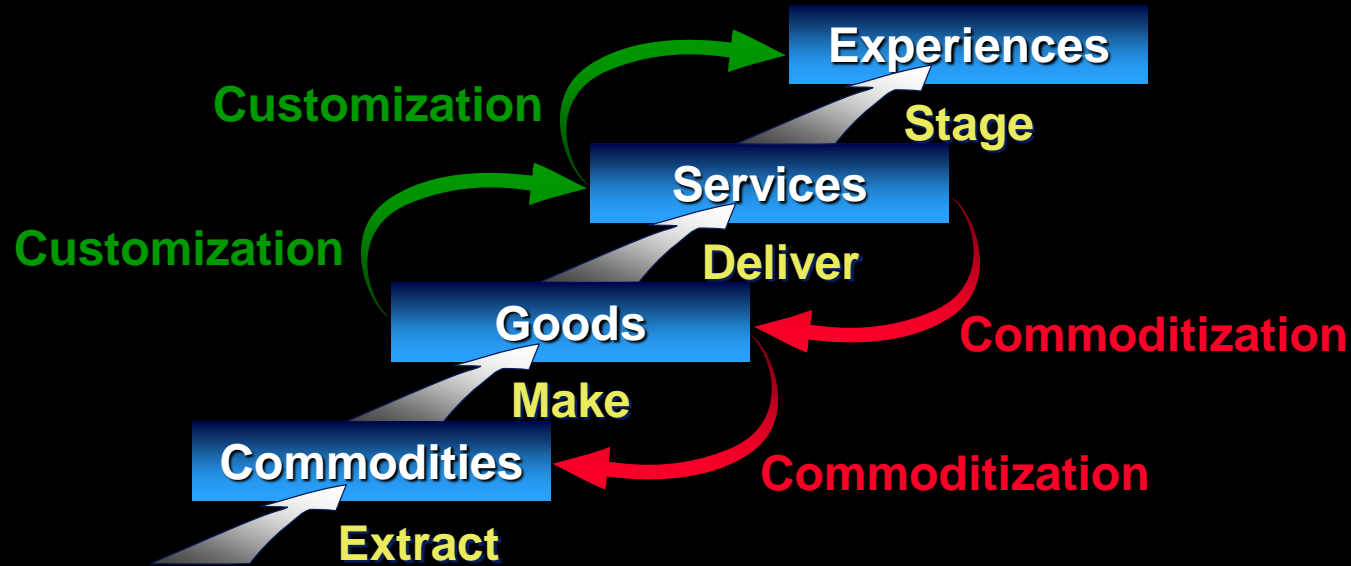 Experiences
Customization
Stage
Services
Customization
Deliver
Goods
Commoditization
Make
Commodities
Commoditization
Extract